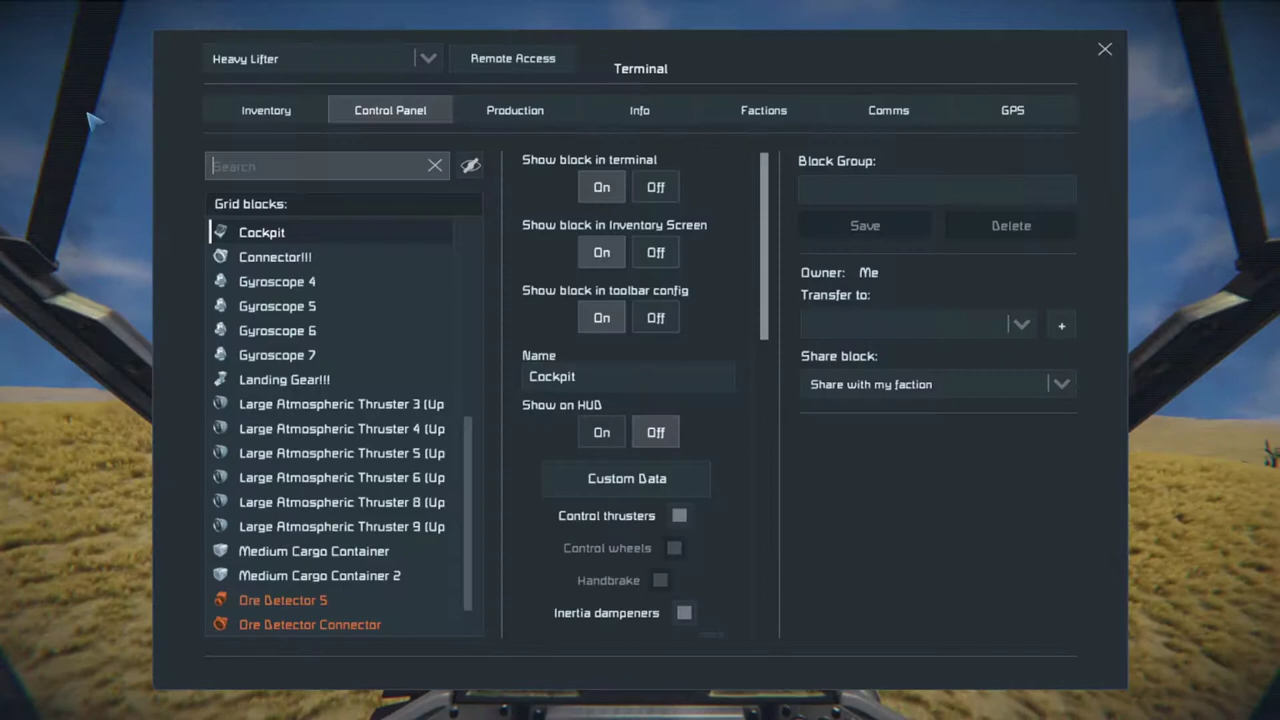 Heavy Lifter
Remote Access
Terminal
Inventory
Control Panel
Production
Info
Factions
Comms
GPS
Search
Grid blocks:
Cockpit
Connector!!!
Gyroscope 4
Gyroscope 5
Gyroscope 6
Gyroscope 7
Landing Gear!!!
Large Atmospheric Thruster 3 (Up
Large Atmospheric Thruster 4 (Up
Large Atmospheric Thruster 5 (Up
Large Atmospheric Thruster 6 (Up
Large Atmospheric Thruster 8 (Up
Large Atmospheric Thruster 9 (Up
Medium Cargo Container
Medium Cargo Container 2
Ore Detector 5
Ore Detector Connector
Show block in terminal
On Off
Show block in Inventory Screen
On Off
Show block in toolbar config
On Off
Name
Cockpit
Show on HUD
On Off
Custom Data
Control thrusters
Control wheels
Handbrake
Inertia dampeners
Block Group:
Save
Delete
Owner: Me
Transfer to:
+
Share block:
Share with my faction